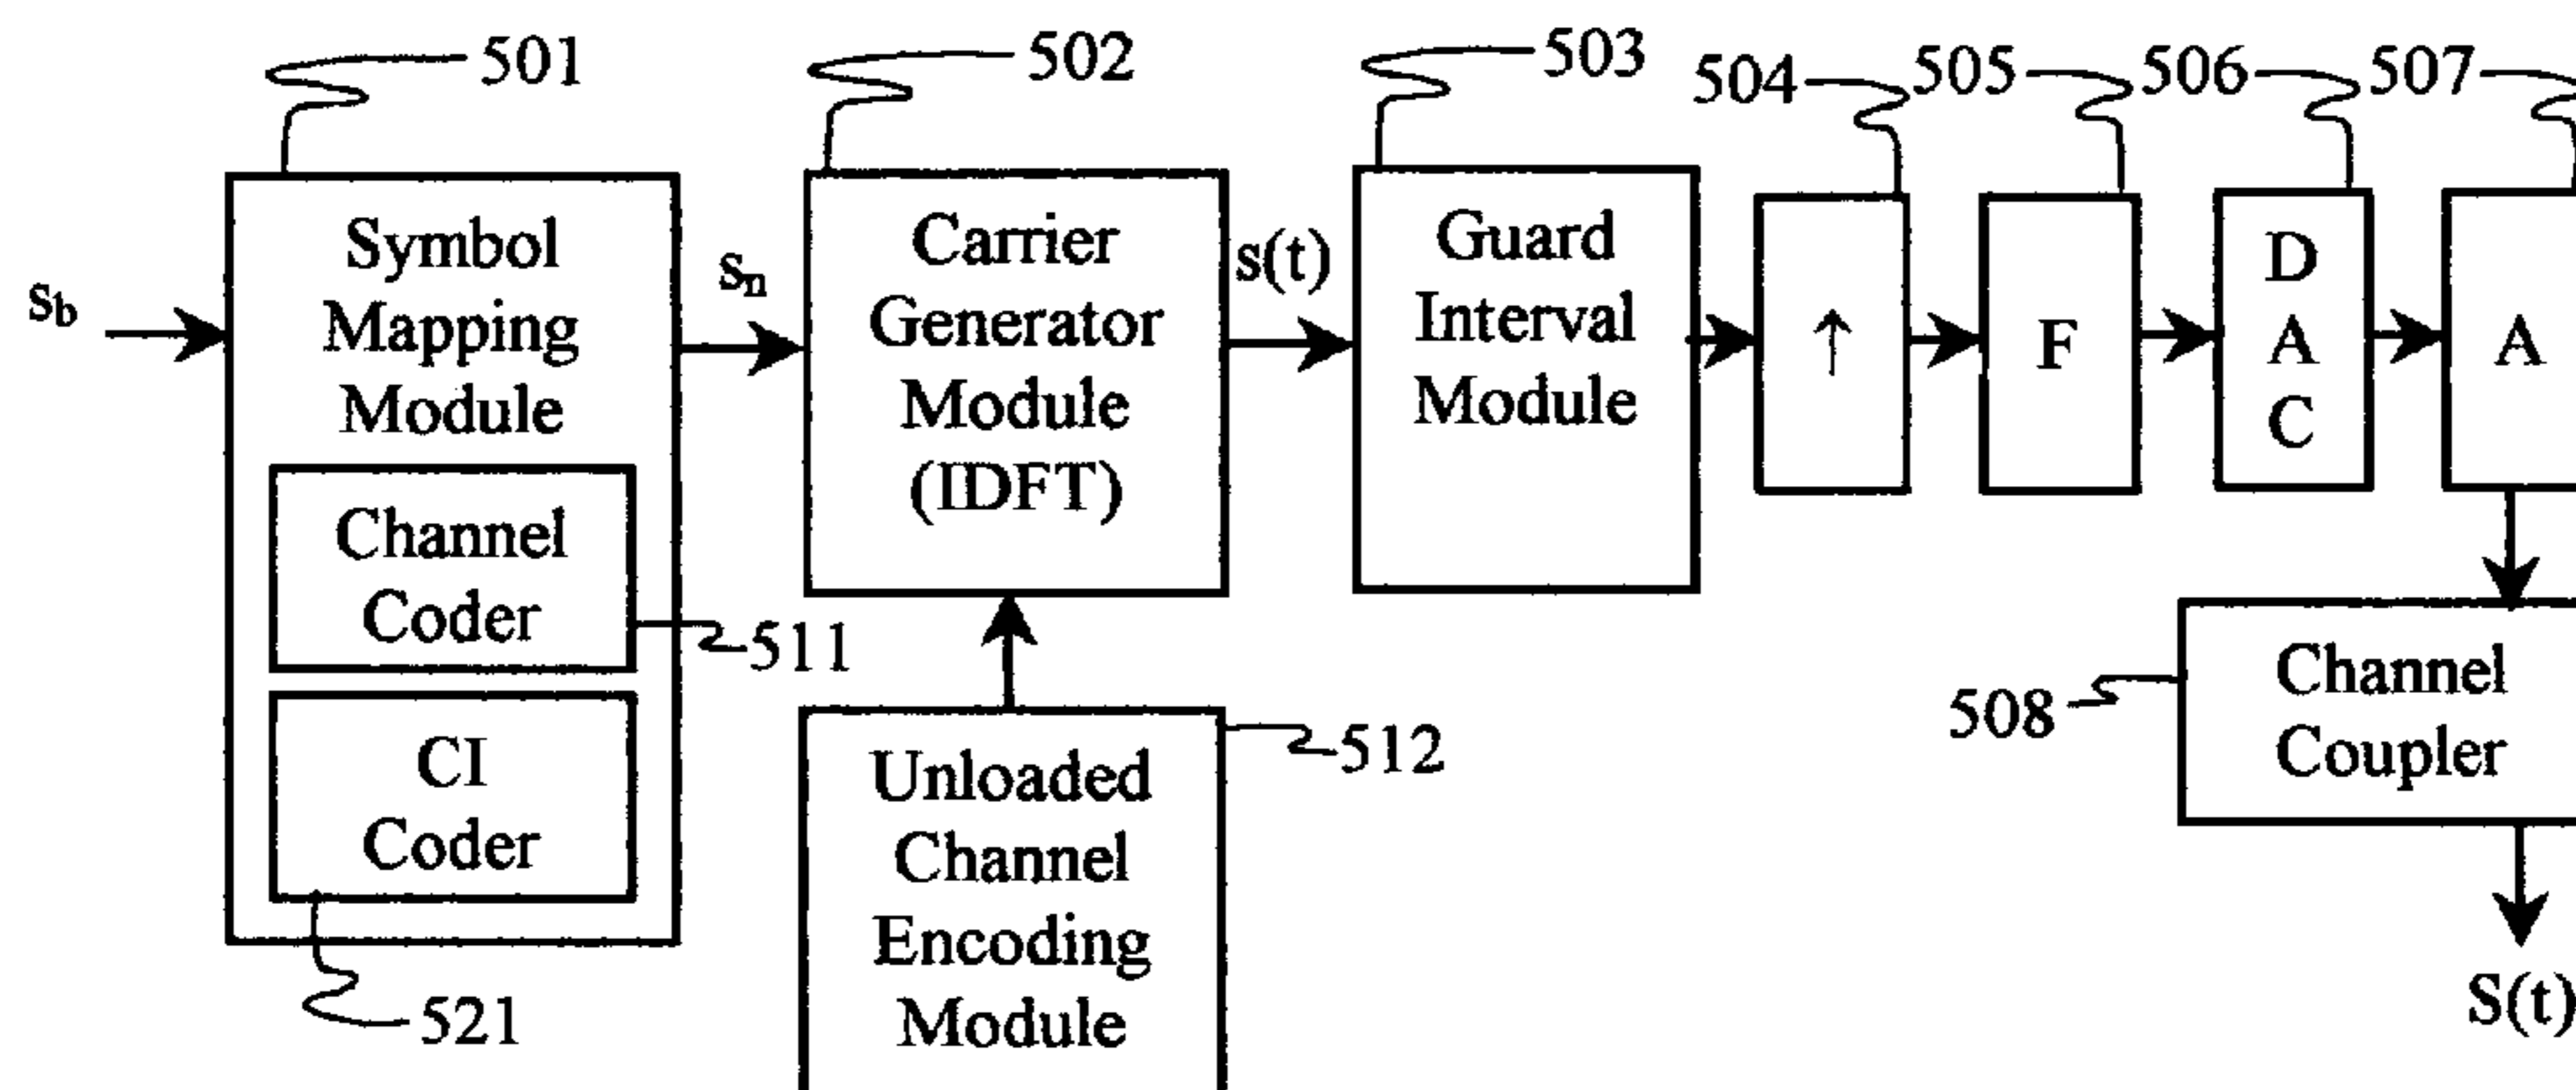 501
502
503
504
505
506
507
s_b
Symbol
Mapping
Module
s_n
Carrier
Generator
Module
(IDFT)
s(t)
Guard
Interval
Module
↑
F
D
A
C
A
Channel
Coder
511
CI
Coder
521
Unloaded
Channel
Encoding
Module
512
508
Channel
Coupler
S(t)